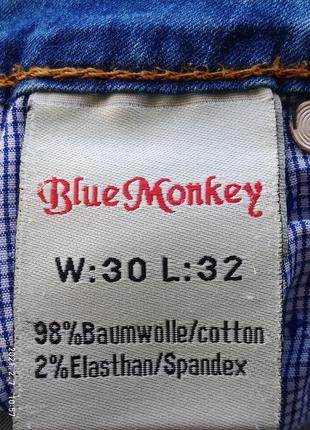 Blue Monkey
W:30 L:32
98%Baumwolle/cotton
2%Elasthan/Spandex